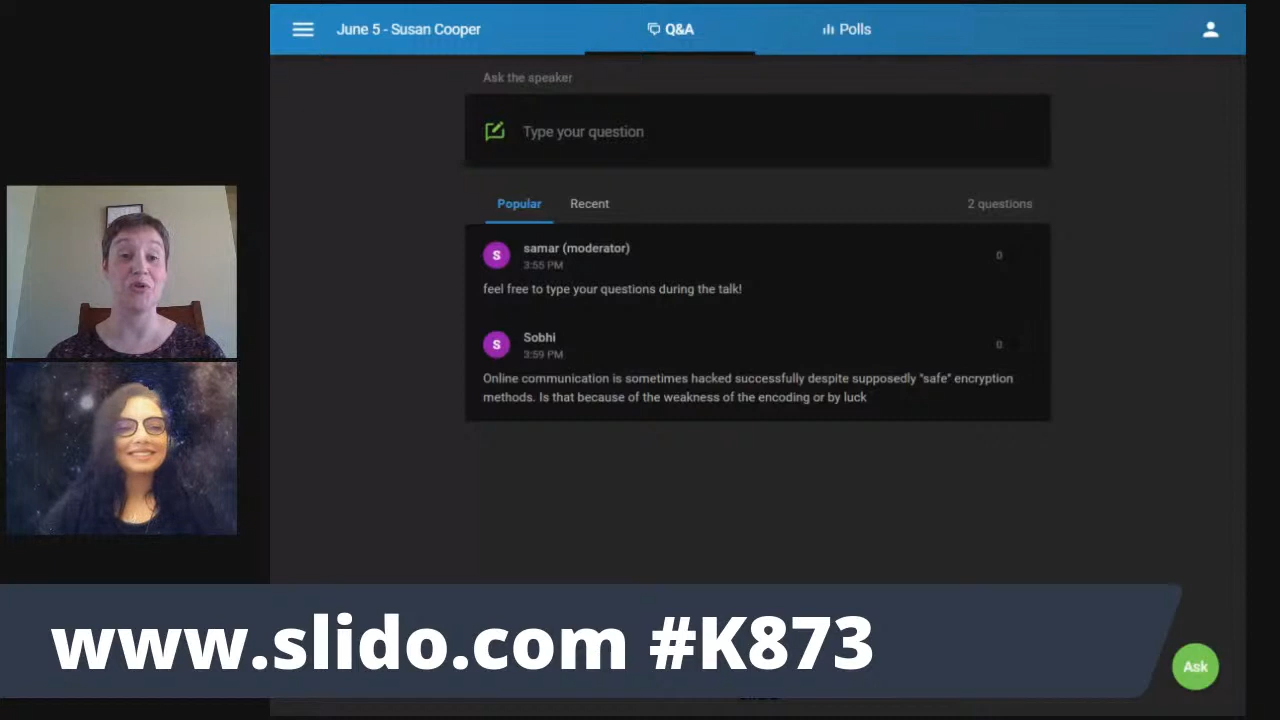 June 5 - Susan Cooper
Q&A
Polls
Ask the speaker
Type your question
Popular
Recent
2 questions
S
samar (moderator)
0
3:55 PM
feel free to type your questions during the talk!
S
Sobhi
0
3:59 PM
Online communication is sometimes hacked successfully despite supposedly "safe" encryption
methods. Is that because of the weakness of the encoding or by luck
www.slido.com #K873
Ask